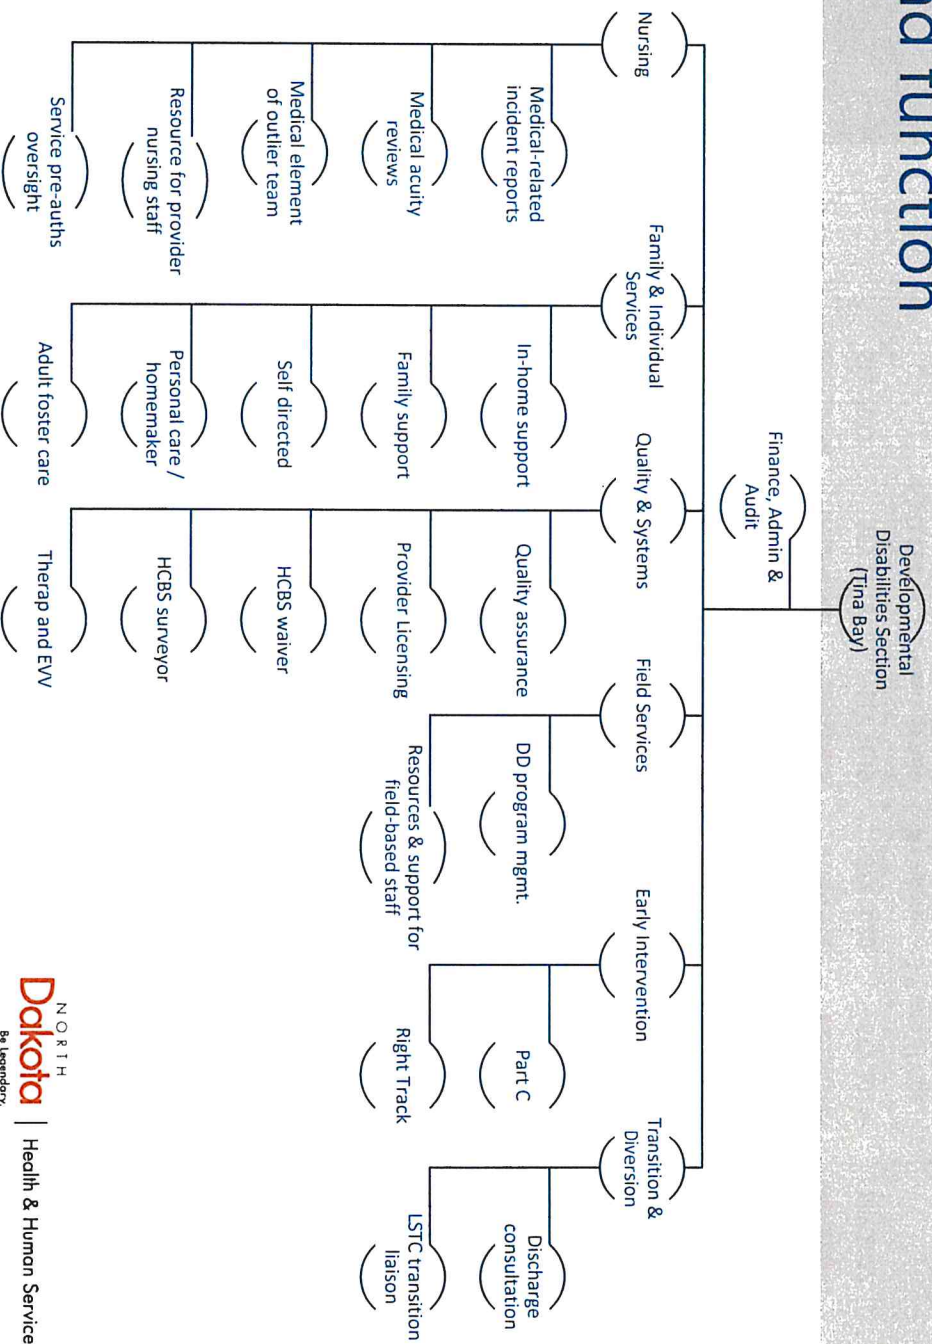 nd function
Developmental
Disabilities Section
(Tina Bay)
Finance, Admin &
Audit
Nursing
Medical-related
incident reports
Medical acuity
reviews
Medical element
of outlier team
Resource for provider
nursing staff
Service pre-auths
oversight
Family & Individual
Services
In-home support
Family support
Self directed
Personal care /
homemaker
Adult foster care
Quality & Systems
Quality assurance
Provider Licensing
HCBS waiver
HCBS surveyor
Therap and EVV
Field Services
DD program mgmt.
Resources & support for
field-based staff
Early Intervention
Part C
Right Track
Transition &
Diversion
Discharge
consultation
LSTC transition
liaison
NORTH
Dakota | Health & Human Service
Be Legendary.